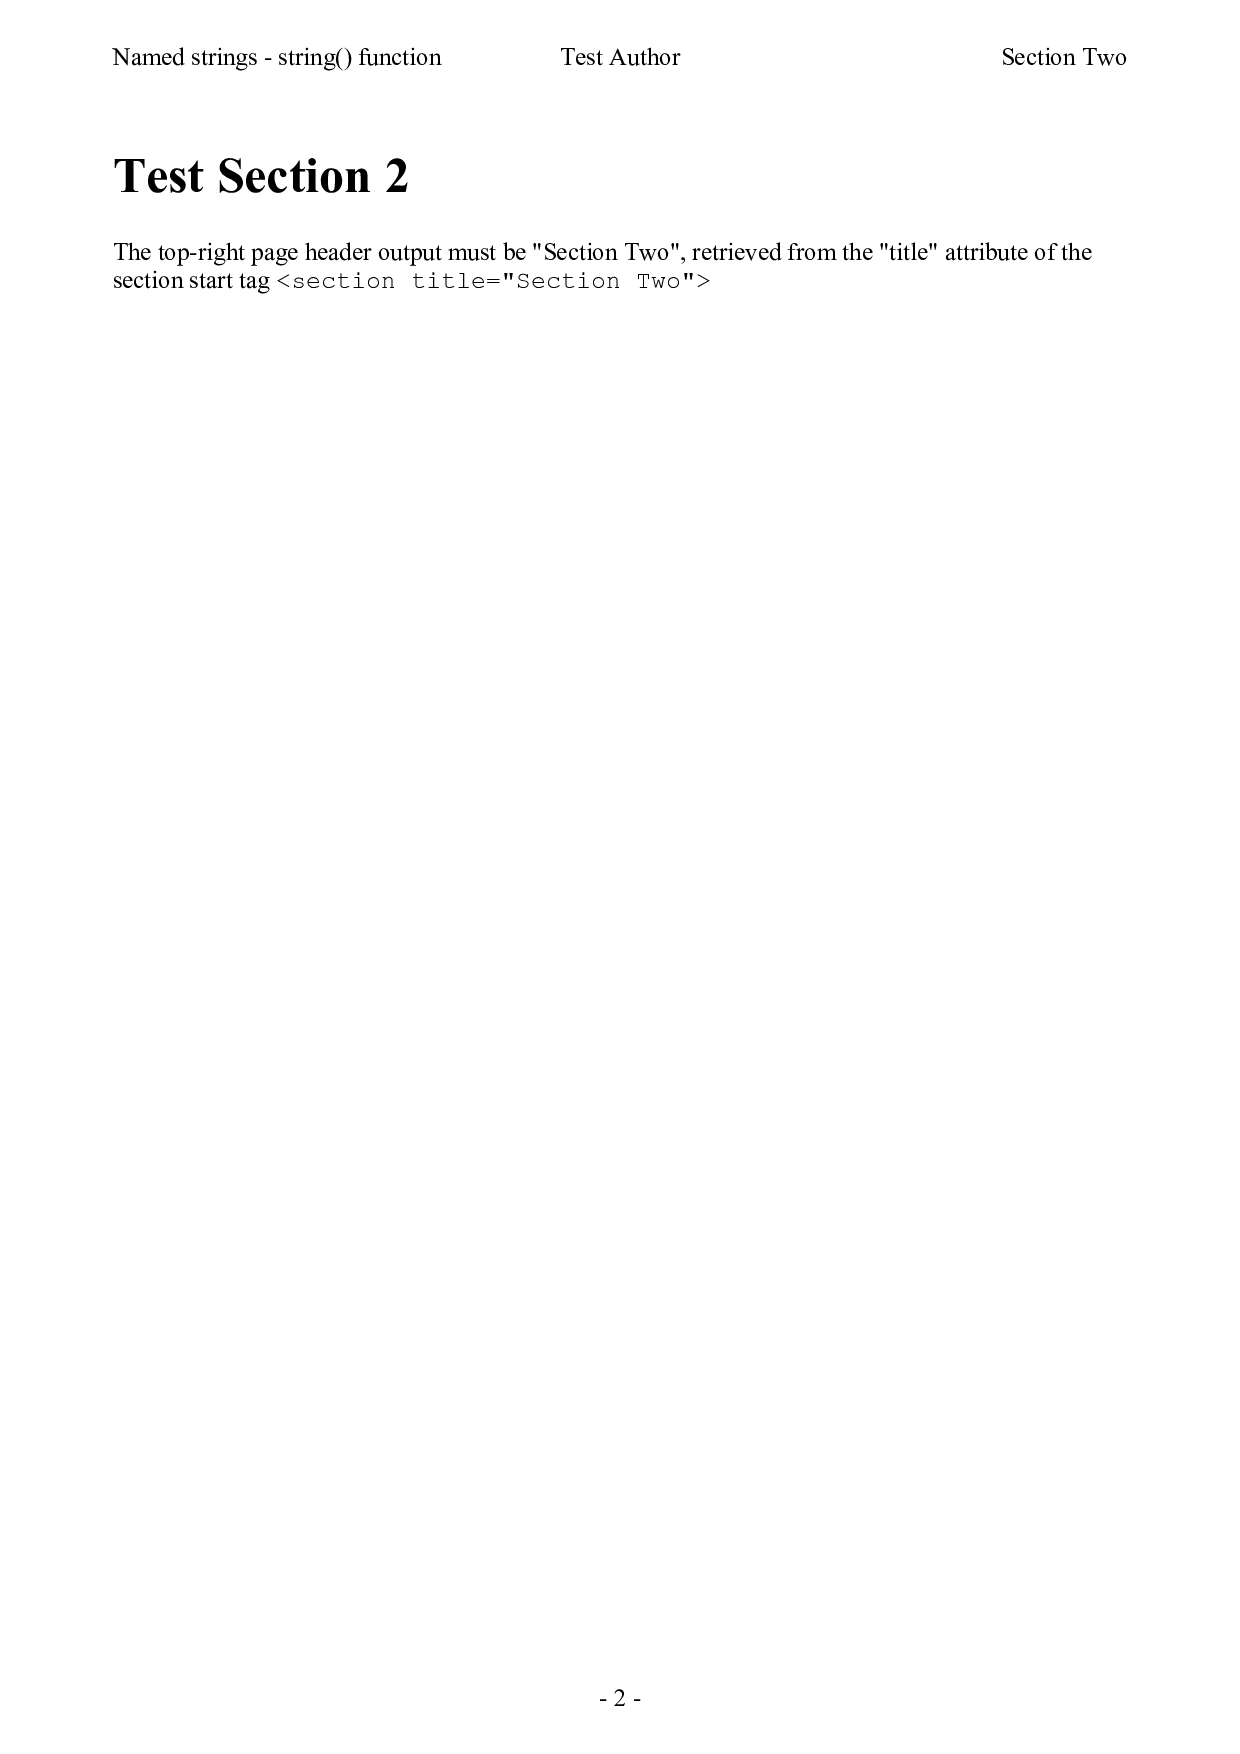 Named strings - string() function Test Author Section Two
Test Section 2
The top-right page header output must be "Section Two", retrieved from the "title" attribute of the
section start tag <section title="Section Two">
- 2 -